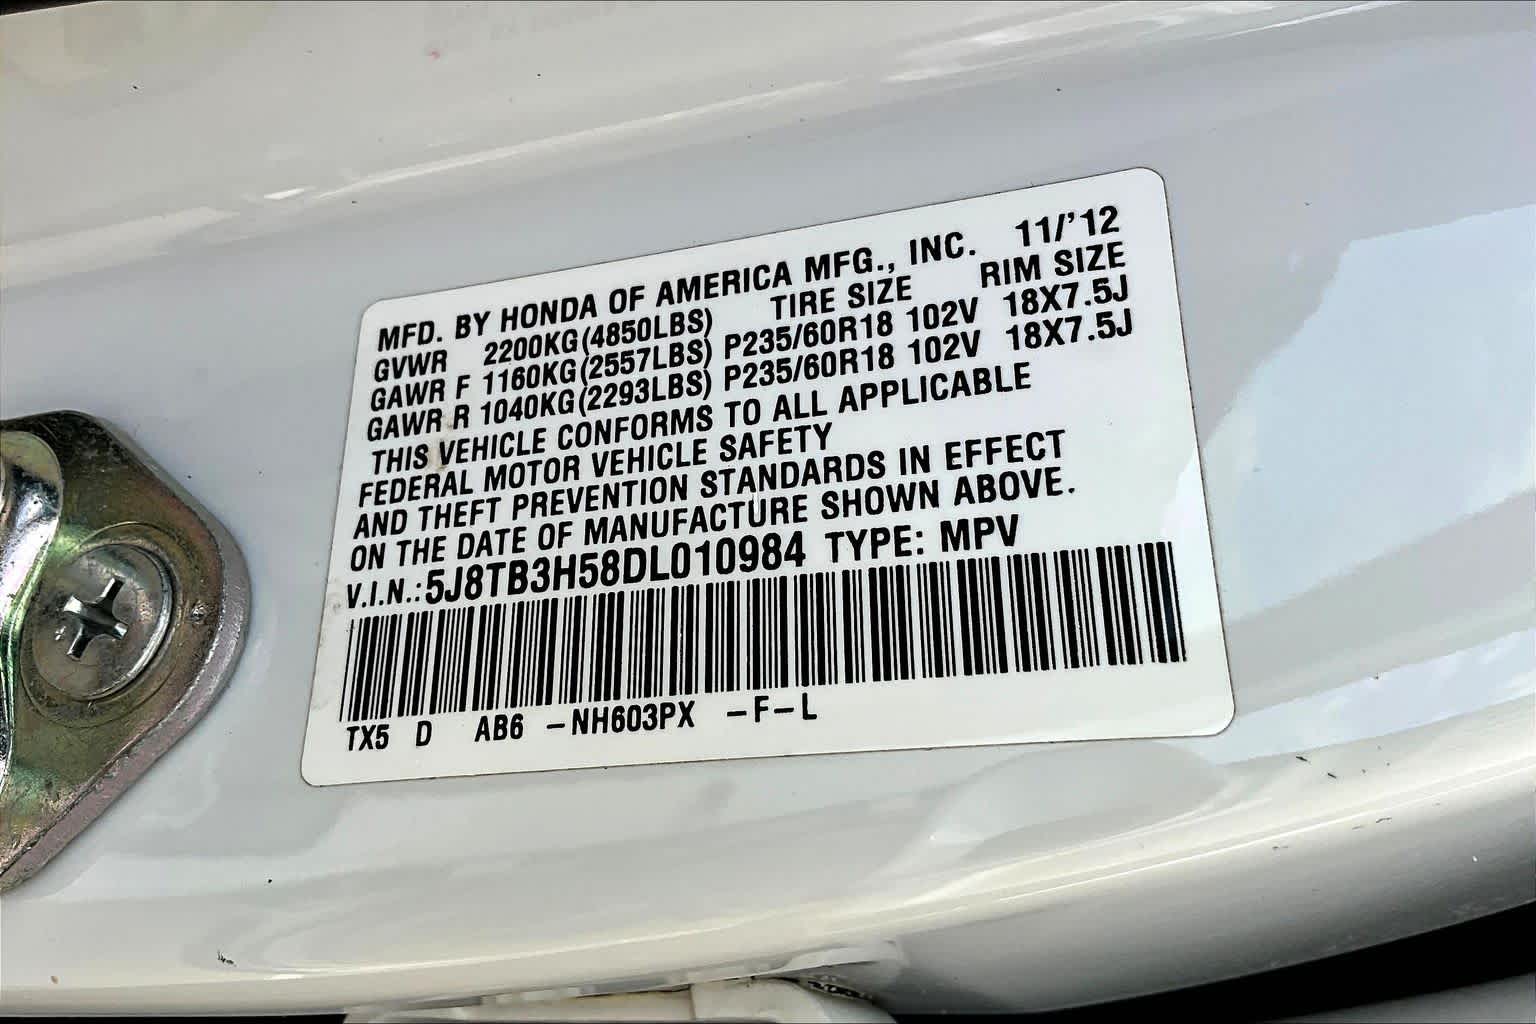 MFD. BY HONDA OF AMERICA MFG., INC. 11/'12
GVWR 2200KG(4850LBS) TIRE SIZE RIM SIZE
GAWR F 1160KG(2557LBS) P235/60R18 102V 18X7.5J
GAWR R 1040KG(2293LBS) P235/60R18 102V 18X7.5J
THIS VEHICLE CONFORMS TO ALL APPLICABLE
FEDERAL MOTOR VEHICLE SAFETY
AND THEFT PREVENTION STANDARDS IN EFFECT
ON THE DATE OF MANUFACTURE SHOWN ABOVE.
V.I.N.:5J8TB3H58DL010984 TYPE: MPV
TX5 D AB6 -NH603PX -F-L